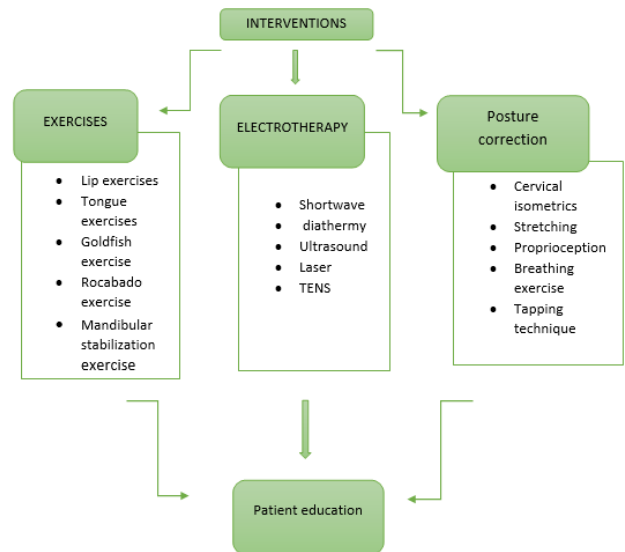 INTERVENTIONS
EXERCISES
• Lip exercises
• Tongue
exercises
• Goldfish
exercise
• Rocabado
exercise
• Mandibular
stabilization
exercise
ELECTROTHERAPY
• Shortwave
• diathermy
• Ultrasound
• Laser
• TENS
Posture
correction
• Cervical
isometrics
• Stretching
• Proprioception
• Breathing
exercise
• Tapping
technique
Patient education